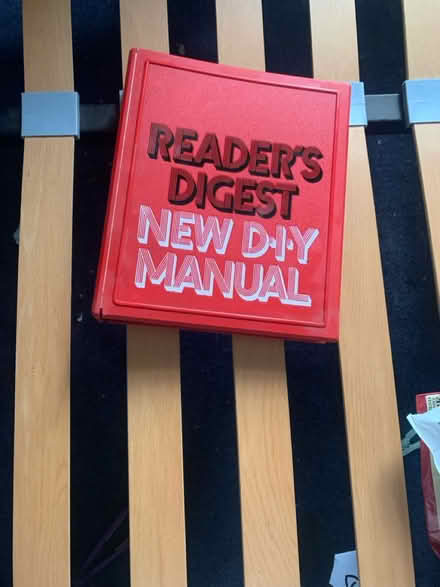 READER'S
DIGEST
NEW D·I·Y
MANUAL